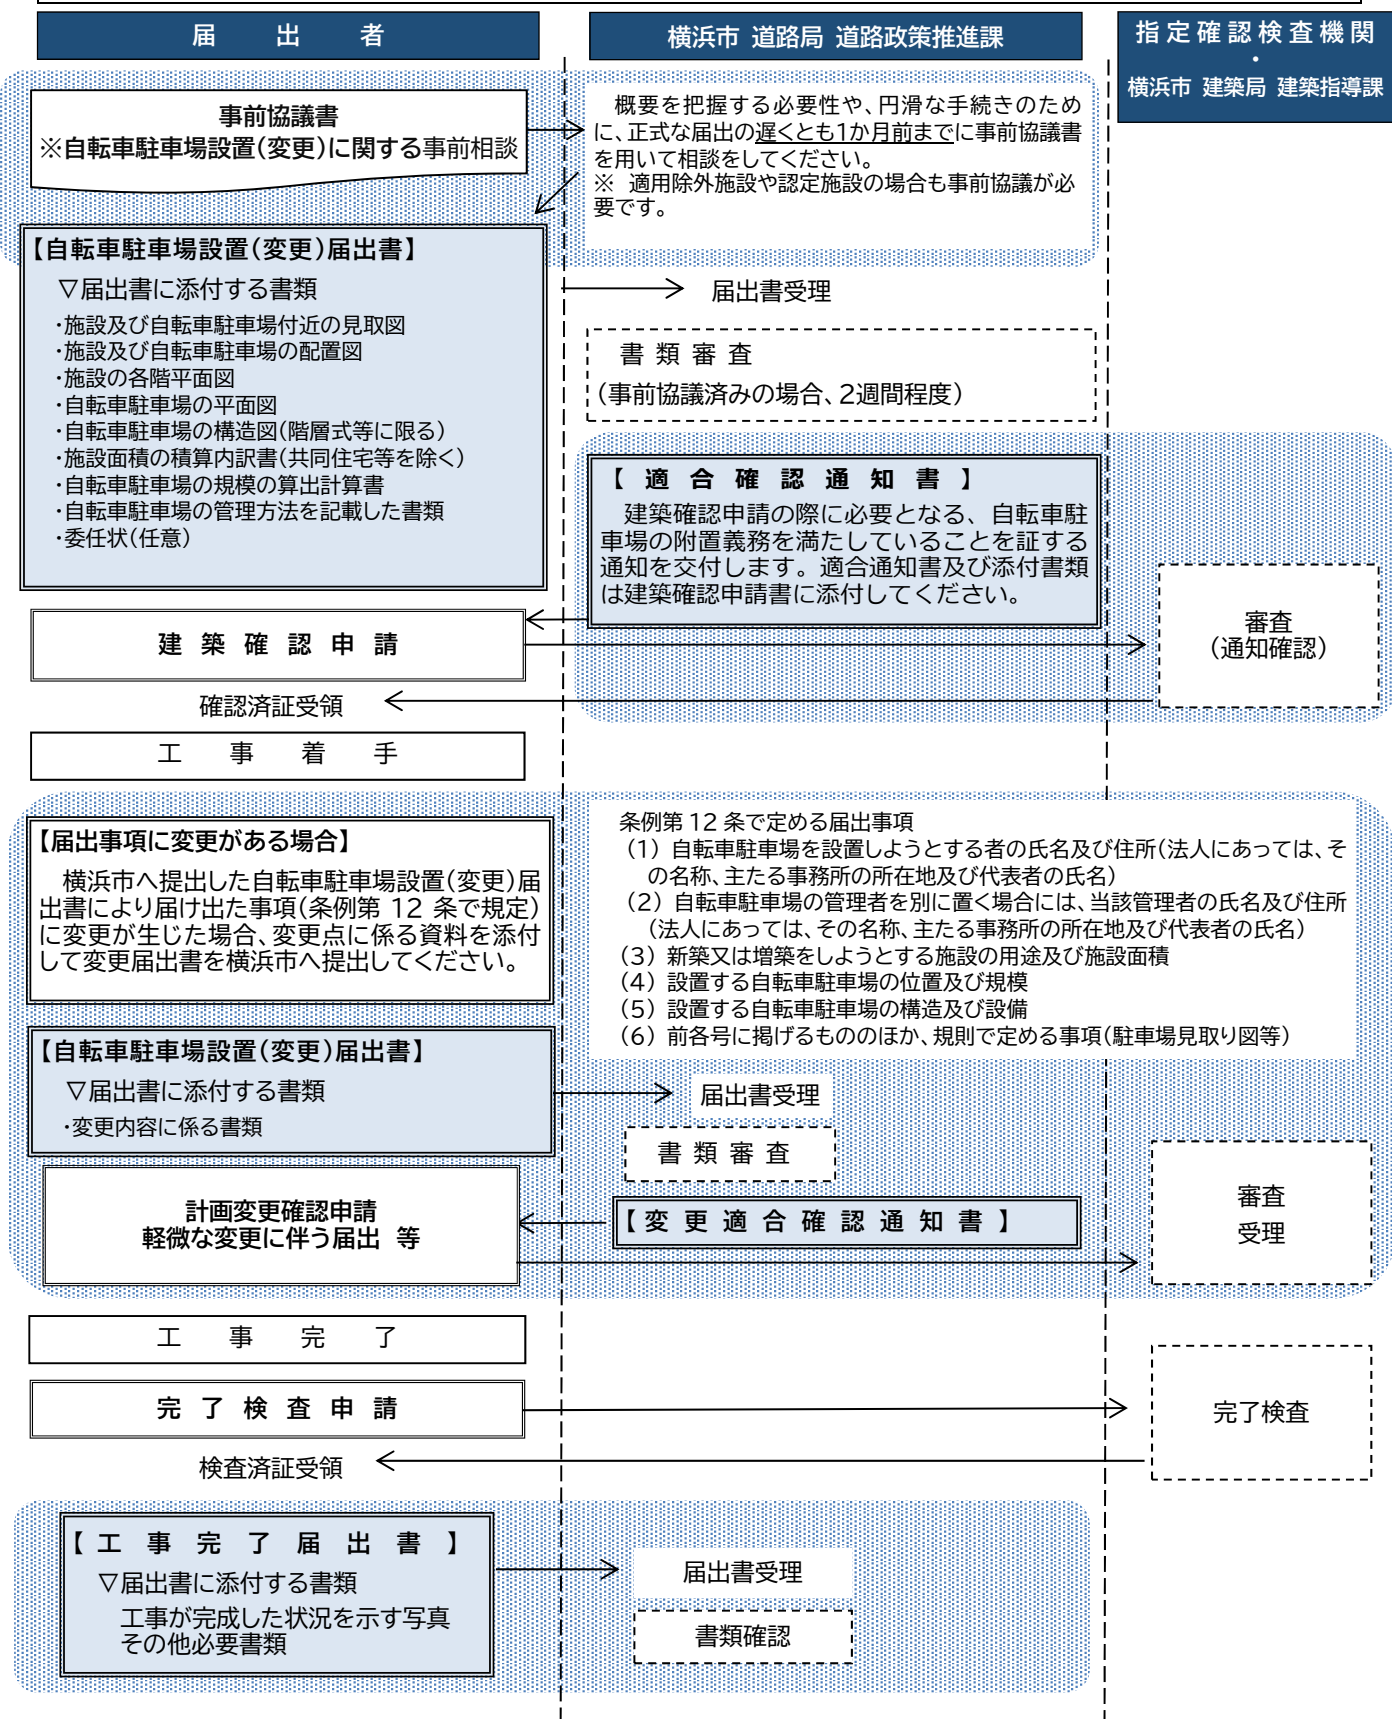 届出者
横浜市 道路局 道路政策推進課
指定確認検査機関
・
横浜市 建築局 建築指導課
事前協議書
※自転車駐車場設置(変更)に関する事前相談
概要を把握する必要性や、円滑な手続きのため
に、正式な届出の遅くとも1か月前までに事前協議書
を用いて相談をしてください。
※ 適用除外施設や認定施設の場合も事前協議が必
要です。
【自転車駐車場設置(変更)届出書】
▽届出書に添付する書類
・施設及び自転車駐車場付近の見取図
・施設及び自転車駐車場の配置図
・施設の各階平面図
・自転車駐車場の平面図
・自転車駐車場の構造図(階層式等に限る)
・施設面積の積算内訳書(共同住宅等を除く)
・自転車駐車場の規模の算出計算書
・自転車駐車場の管理方法を記載した書類
・委任状(任意)
届出書受理
書類審査
(事前協議済みの場合、2週間程度)
【適合確認通知書】
建築確認申請の際に必要となる、自転車駐
車場の附置義務を満たしていることを証する
通知を交付します。適合通知書及び添付書類
は建築確認申請書に添付してください。
建築確認申請
審査
(通知確認)
確認済証受領
工事着手
【届出事項に変更がある場合】
横浜市へ提出した自転車駐車場設置(変更)届
出書により届け出た事項(条例第 12 条で規定)
に変更が生じた場合、変更点に係る資料を添付
して変更届出書を横浜市へ提出してください。
条例第 12 条で定める届出事項
(1) 自転車駐車場を設置しようとする者の氏名及び住所(法人にあっては、そ
の名称、主たる事務所の所在地及び代表者の氏名)
(2) 自転車駐車場の管理者を別に置く場合には、当該管理者の氏名及び住所
(法人にあっては、その名称、主たる事務所の所在地及び代表者の氏名)
(3) 新築又は増築をしようとする施設の用途及び施設面積
(4) 設置する自転車駐車場の位置及び規模
(5) 設置する自転車駐車場の構造及び設備
(6) 前各号に掲げるもののほか、規則で定める事項(駐車場見取り図等)
【自転車駐車場設置(変更)届出書】
▽届出書に添付する書類
・変更内容に係る書類
届出書受理
書類審査
計画変更確認申請
軽微な変更に伴う届出 等
【変更適合確認通知書】
審査
受理
工事完了
完了検査申請
完了検査
検査済証受領
【工事完了届出書】
▽届出書に添付する書類
工事が完成した状況を示す写真
その他必要書類
届出書受理
書類確認